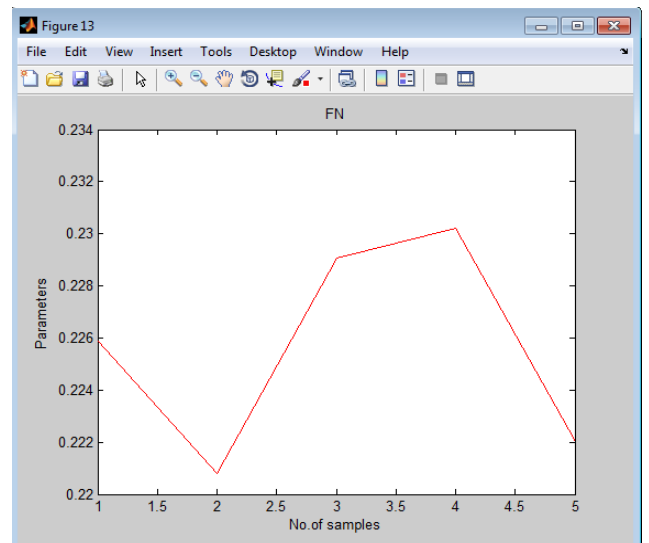 Figure 13
File Edit View Insert Tools Desktop Window Help
FN
0.234
0.232
0.23
0.228
0.226
0.224
0.222
0.22
Parameters
1 1.5 2 2.5 3 3.5 4 4.5 5
No.of samples